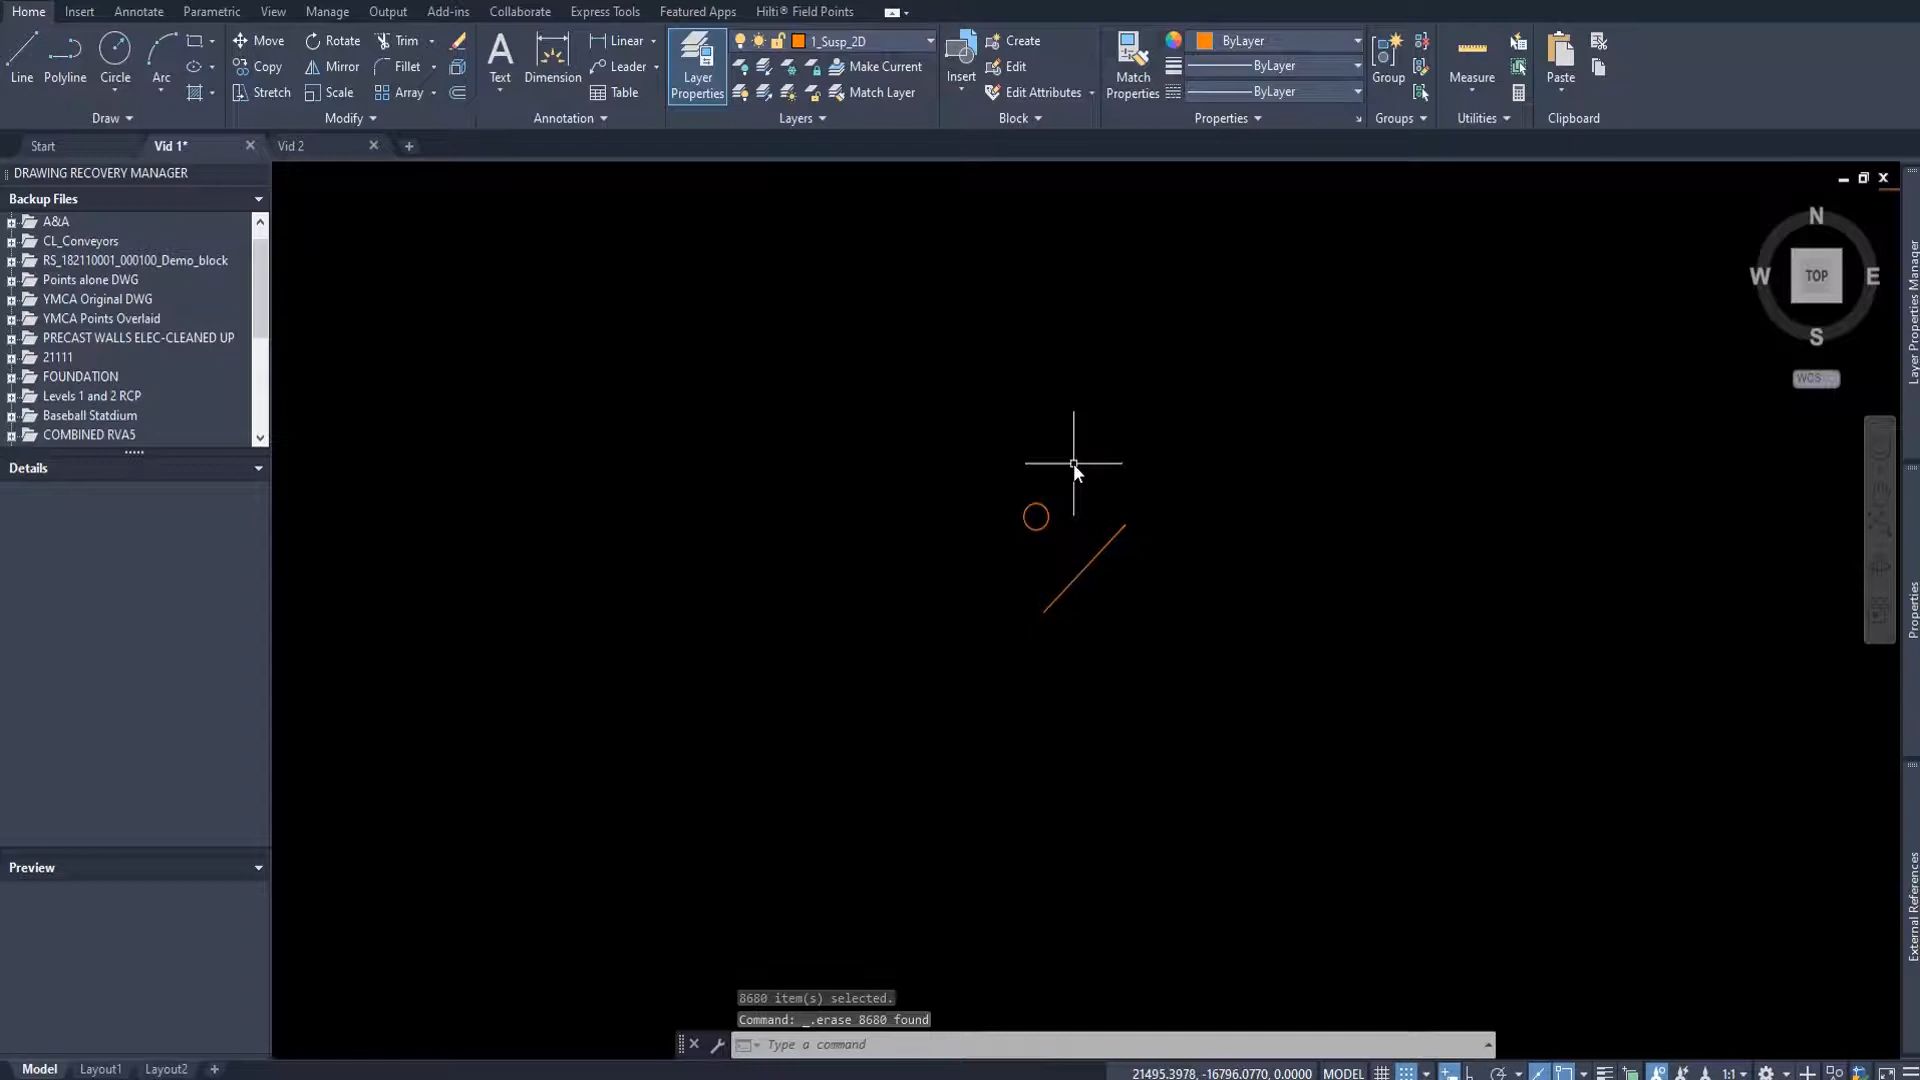 Home Insert Annotate Parametric View Manage Output Add-ins Collaborate Express Tools Featured Apps Hilti® Field Points
Line Polyline Circle Arc
Move Rotate Trim
Copy Mirror Fillet
Stretch Scale Array
Text Dimension
Linear
Leader
Table
Layer Properties
1_Susp_2D
Make Current
Match Layer
Insert
Create
Edit
Edit Attributes
Match Properties
ByLayer
ByLayer
ByLayer
Group
Measure
Paste
Draw Modify Annotation Layers Block Properties Groups Utilities Clipboard
Start Vid 1* Vid 2
DRAWING RECOVERY MANAGER
Backup Files
A&A
CL_Conveyors
RS_182110001_000100_Demo_block
Points alone DWG
YMCA Original DWG
YMCA Points Overlaid
PRECAST WALLS ELEC-CLEANED UP
21111
FOUNDATION
Levels 1 and 2 RCP
Baseball Statdium
COMBINED RVA5
Details
Preview
N
W TOP E
S
WCS
Layer Properties Manager
Properties
External References
8680 item(s) selected.
Command: _.erase 8680 found
Type a command
Model Layout1 Layout2 +
21495.3978, -16796.0770, 0.0000 MODEL 1:1